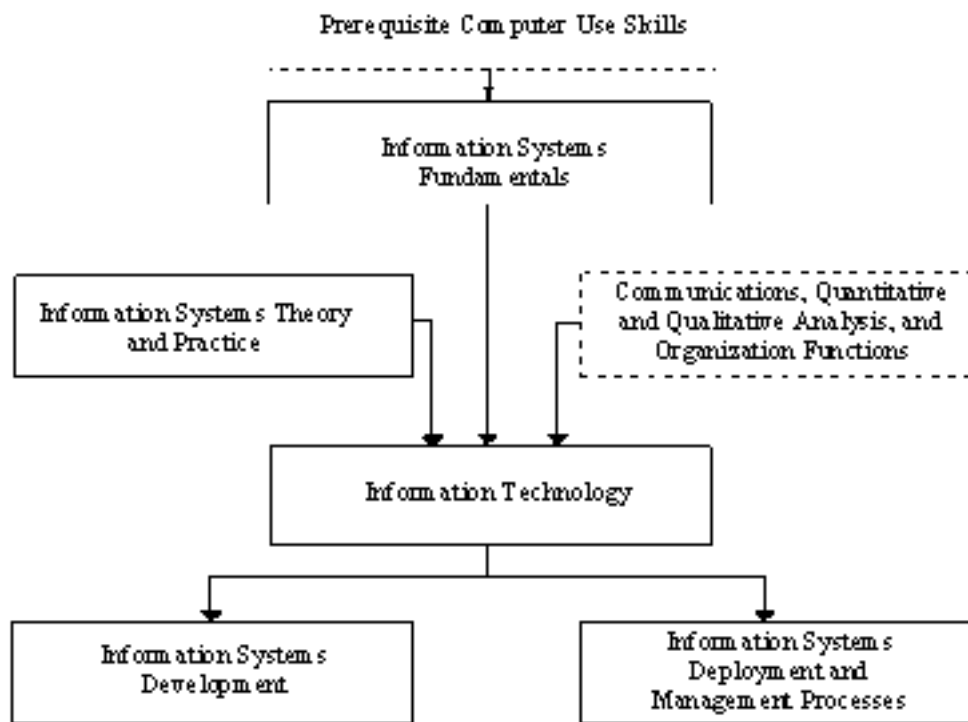 Prerequisite Computer Use Skills
Information Systems
Fundamentals
Information Systems Theory
and Practice
Communications, Quantitative
and Qualitative Analysis, and
Organization Functions
Information Technology
Information Systems
Development
Information Systems
Deployment and
Management Processes